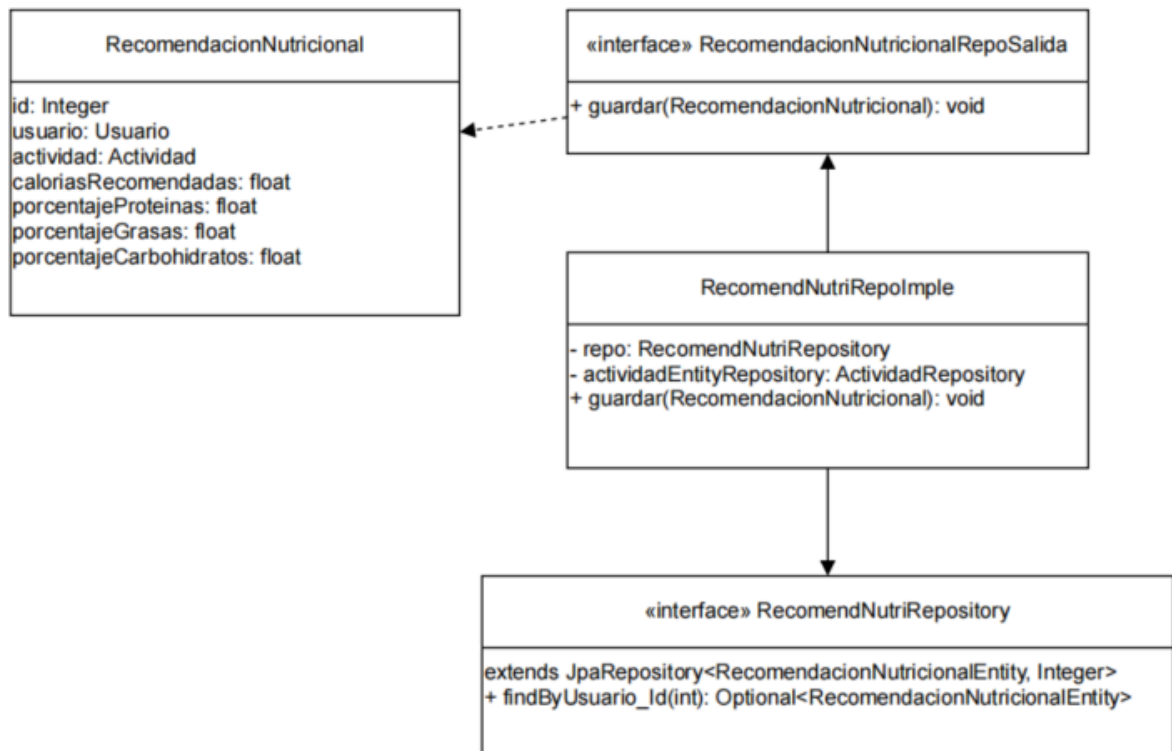 RecomendacionNutricional
id: Integer
usuario: Usuario
actividad: Actividad
caloriasRecomendadas: float
porcentajeProteinas: float
porcentajeGrasas: float
porcentajeCarbohidratos: float
«interface» RecomendacionNutricionalRepoSalida
+ guardar(RecomendacionNutricional): void
RecomendNutriRepoImple
- repo: RecomendNutriRepository
- actividadEntityRepository: ActividadRepository
+ guardar(RecomendacionNutricional): void
«interface» RecomendNutriRepository
extends JpaRepository<RecomendacionNutricionalEntity, Integer>
+ findByUsuario_Id(int): Optional<RecomendacionNutricionalEntity>